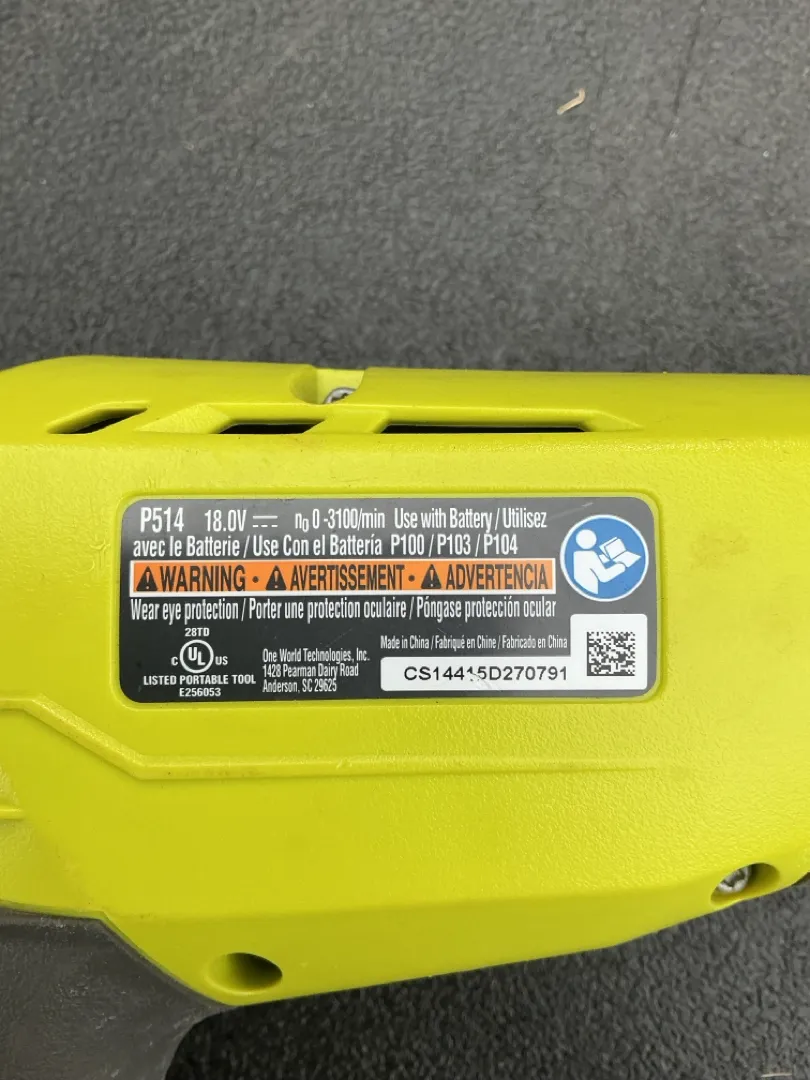 P514 18.0V n₀ 0 -3100/min Use with Battery / Utilisez
avec le Batterie / Use Con el Batería P100 / P103 / P104
WARNING • AVERTISSEMENT • ADVERTENCIA
Wear eye protection / Porter une protection oculaire / Póngase protección ocular
28TD
C UL US
LISTED PORTABLE TOOL
E256053
One World Technologies, Inc.
1428 Pearman Dairy Road
Anderson, SC 29625
Made in China / Fabriqué en Chine / Fabricado en China
CS14415D270791